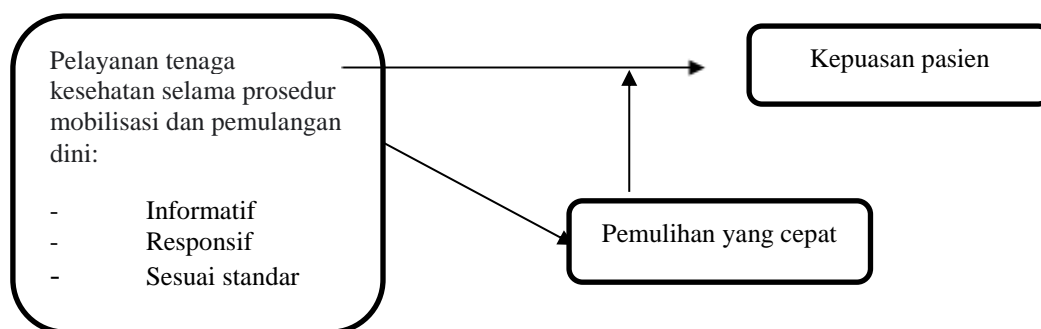 Pelayanan tenaga
kesehatan selama prosedur
mobilisasi dan pemulangan
dini:
- Informatif
- Responsif
- Sesuai standar
Kepuasan pasien
Pemulihan yang cepat